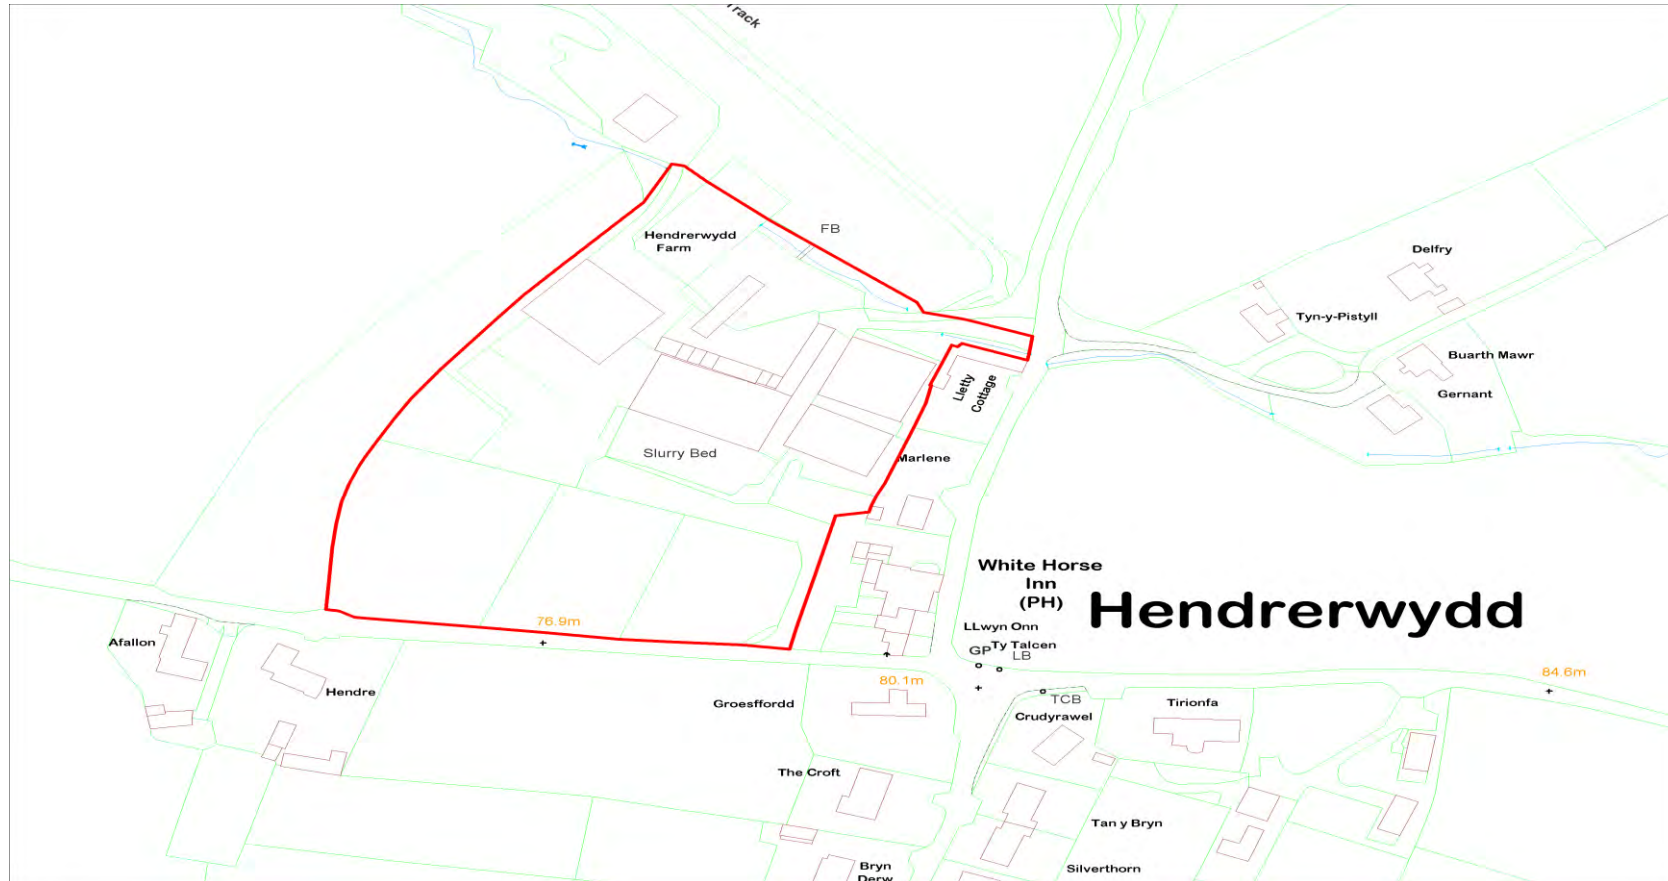 Track
FB
Hendrerwydd
Farm
Delfry
Tyn-y-Pistyll
Buarth Mawr
Gernant
Lletty
Cottage
Slurry Bed
Marlene
White Horse
Inn
(PH)
Hendrerwydd
76.9m
LLwyn Onn
Ty Talcen
GP
LB
Afallon
80.1m
84.6m
Hendre
Groesffordd
TCB
Tirionfa
Crudyrawel
The Croft
Tan y Bryn
Bryn
Derw
Silverthorn